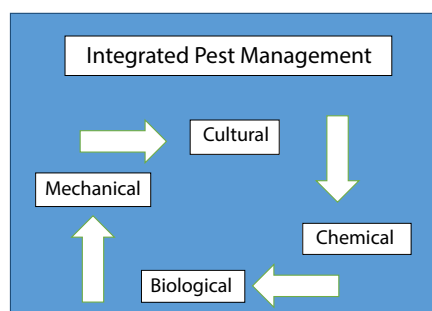 Integrated Pest Management
Cultural
Mechanical
Chemical
Biological